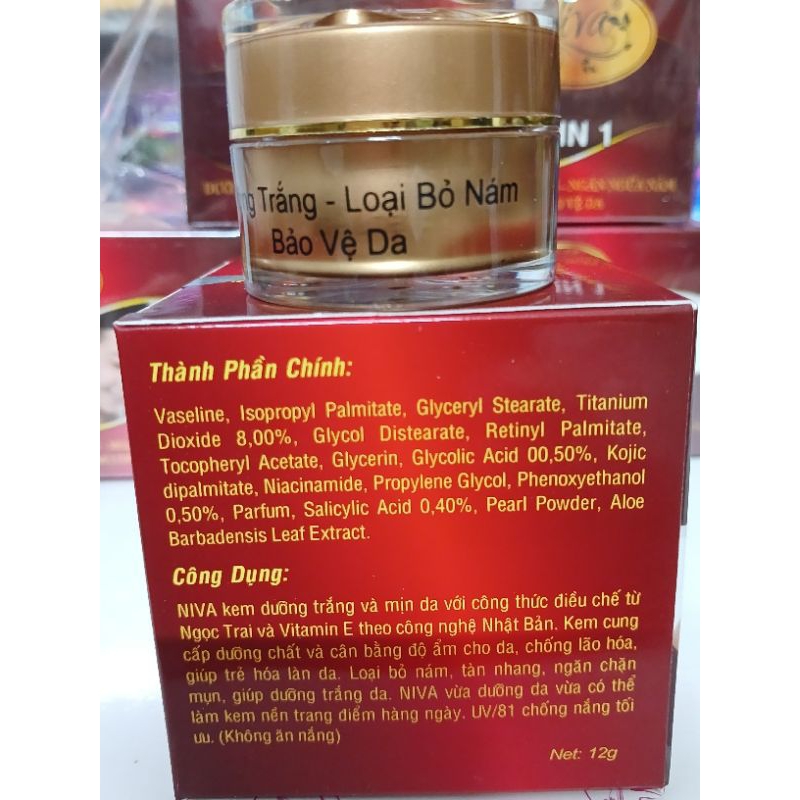 iva
IN 1
Trắng - Loại Bỏ Nám
Bảo Vệ Da
Thành Phần Chính:
Vaseline, Isopropyl Palmitate, Glyceryl Stearate, Titanium
Dioxide 8,00%, Glycol Distearate, Retinyl Palmitate,
Tocopheryl Acetate, Glycerin, Glycolic Acid 00,50%, Kojic
dipalmitate, Niacinamide, Propylene Glycol, Phenoxyethanol
0,50%, Parfum, Salicylic Acid 0,40%, Pearl Powder, Aloe
Barbadensis Leaf Extract.
Công Dụng:
NIVA kem dưỡng trắng và mịn da với công thức điều chế từ
Ngọc Trai và Vitamin E theo công nghệ Nhật Bản. Kem cung
cấp dưỡng chất và cân bằng độ ẩm cho da, chống lão hóa,
giúp trẻ hóa làn da. Loại bỏ nám, tàn nhang, ngăn chặn
mụn, giúp dưỡng trắng da. NIVA vừa dưỡng da vừa có thể
làm kem nền trang điểm hàng ngày. UV/81 chống nắng tối
ưu. (Không ăn nắng)
Net: 12g